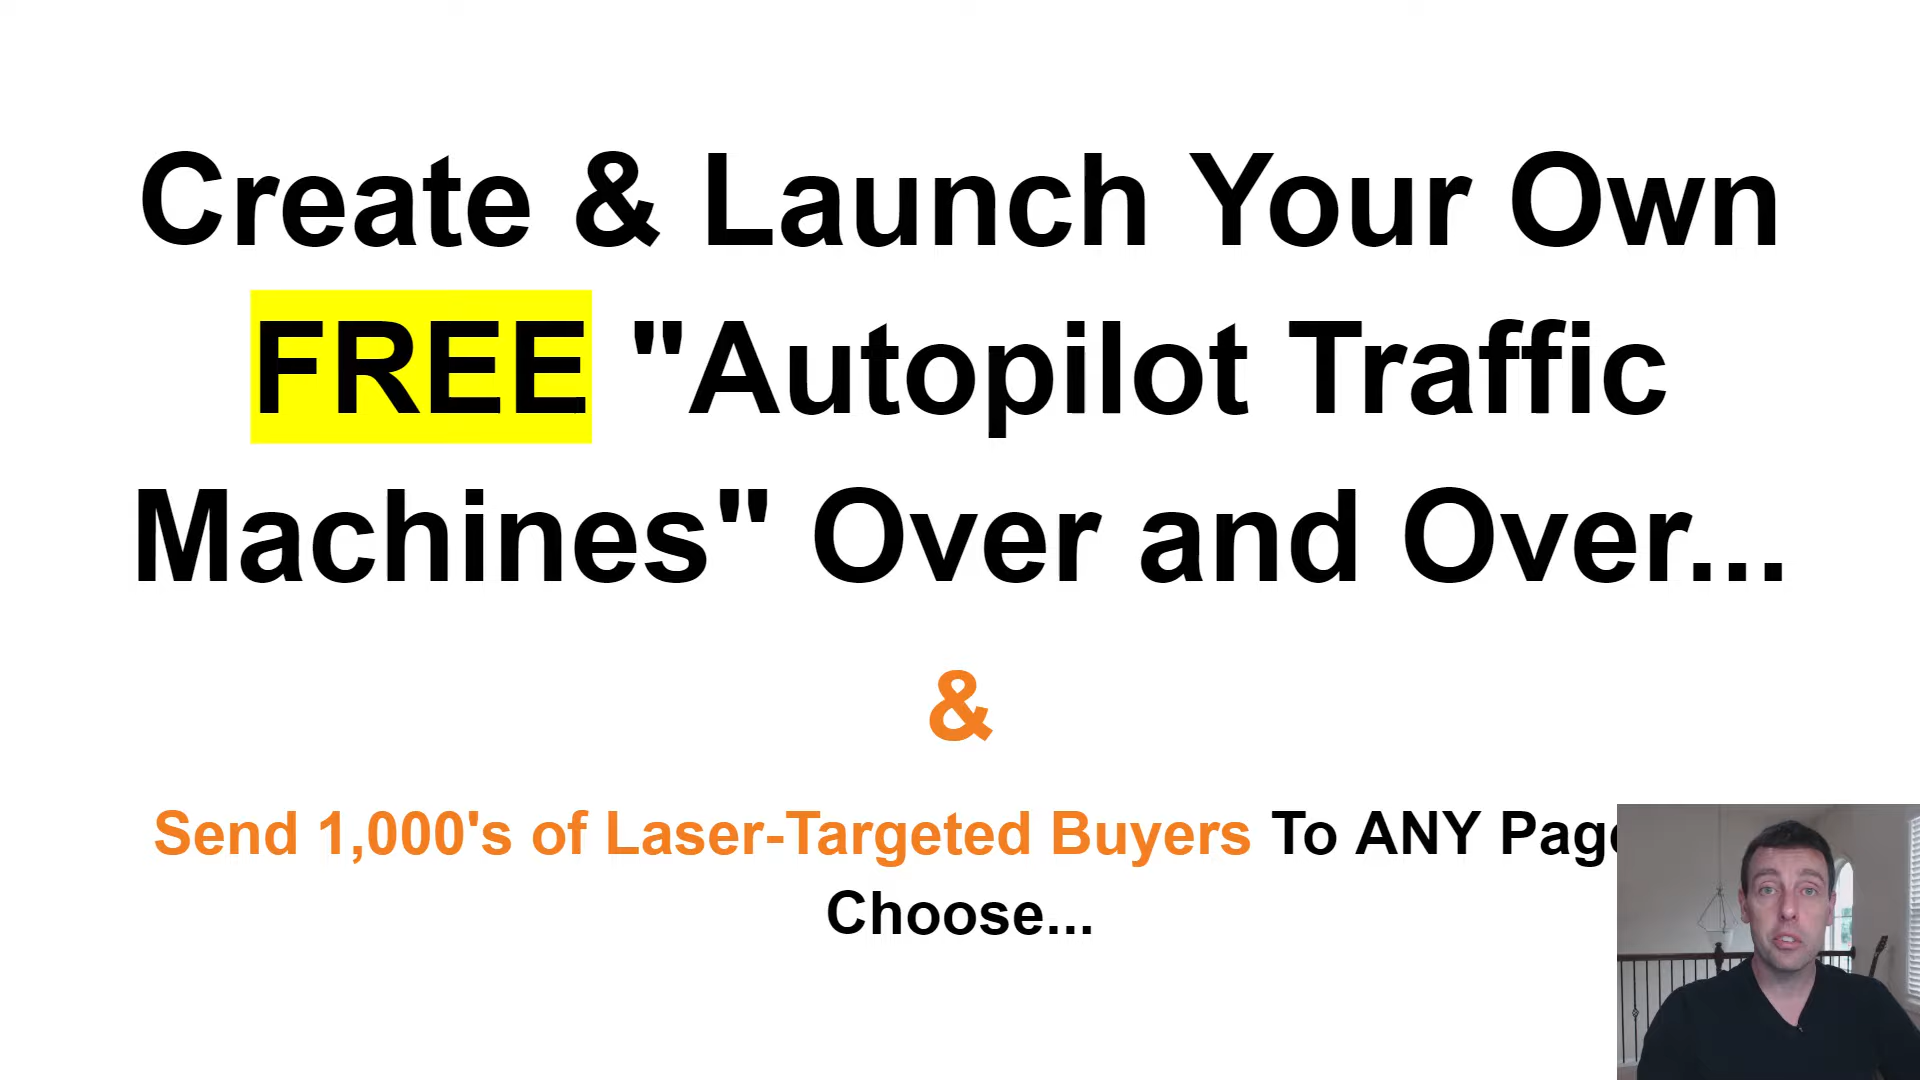 Create & Launch Your Own
FREE "Autopilot Traffic
Machines" Over and Over...
&
Send 1,000's of Laser-Targeted Buyers To ANY
Choose...